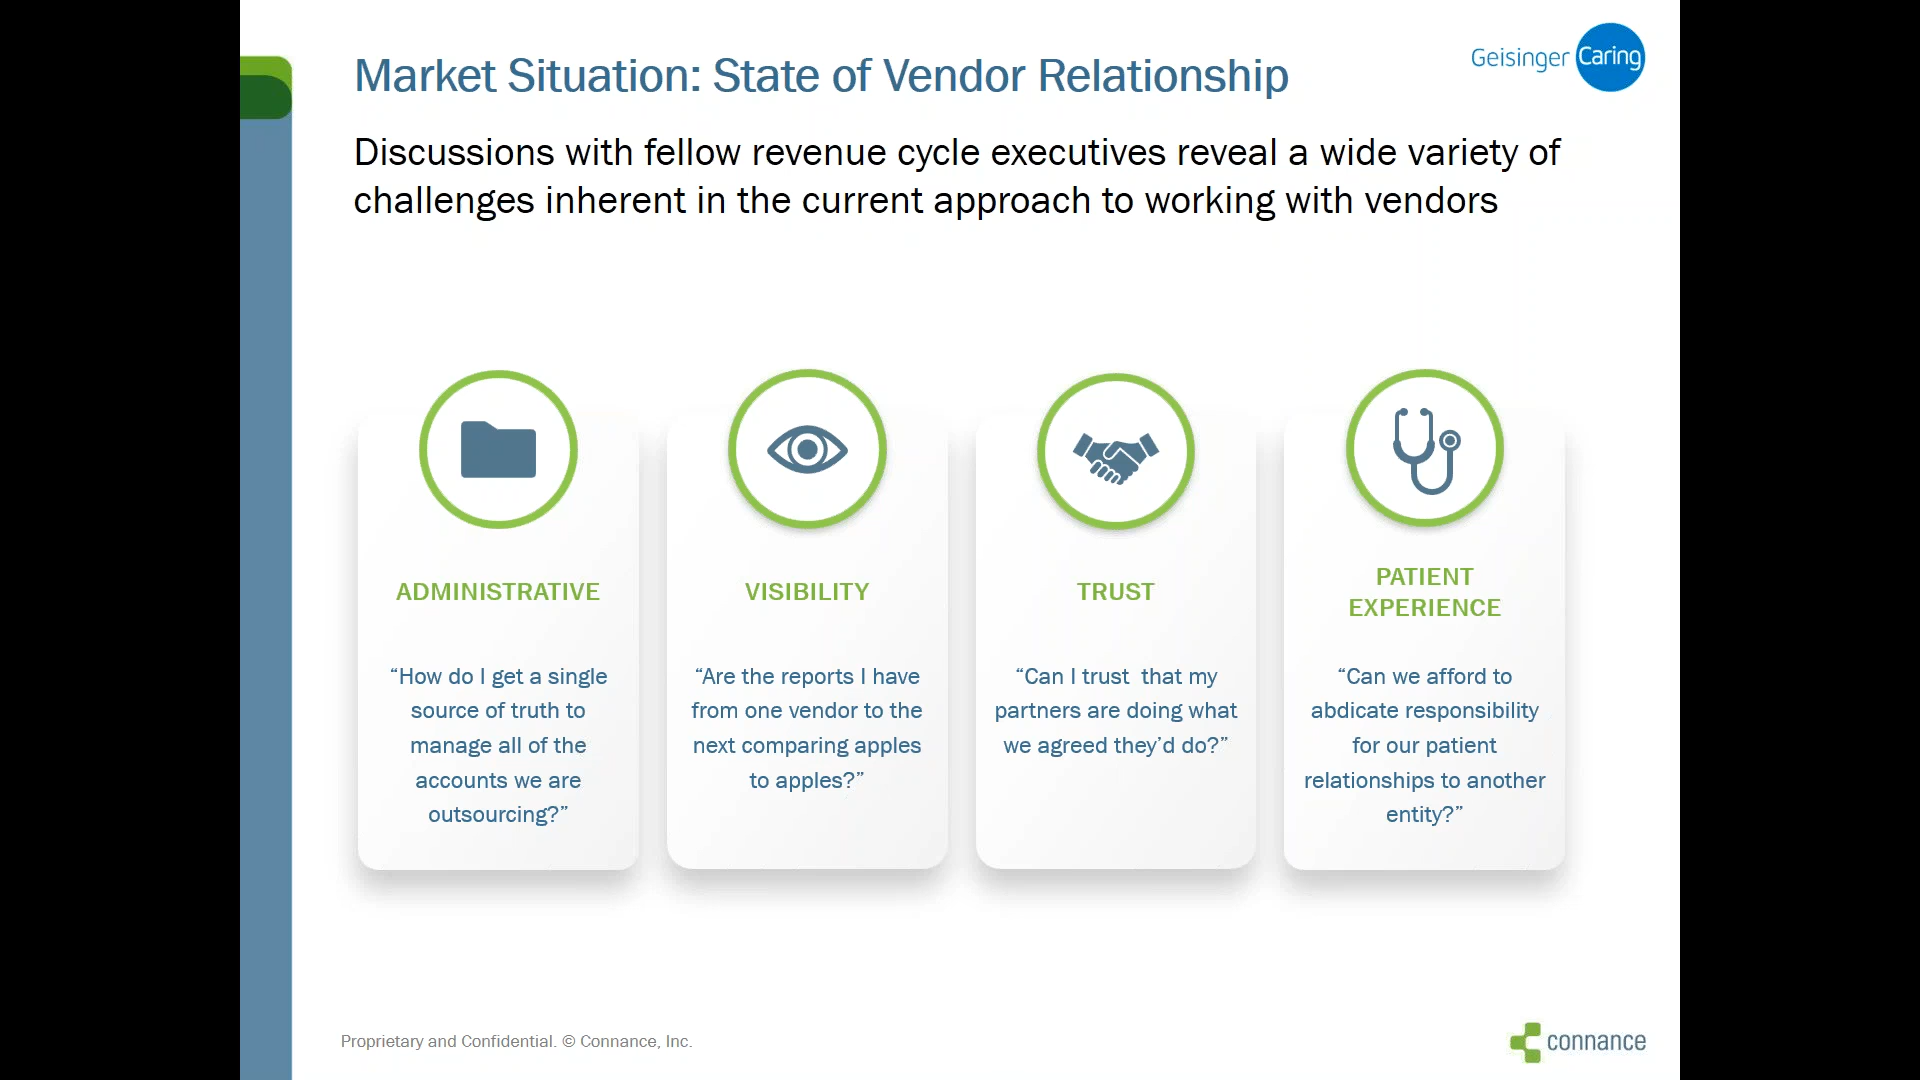 Market Situation: State of Vendor Relationship
Geisinger Caring
Discussions with fellow revenue cycle executives reveal a wide variety of
challenges inherent in the current approach to working with vendors
ADMINISTRATIVE
“How do I get a single
source of truth to
manage all of the
accounts we are
outsourcing?”
VISIBILITY
“Are the reports I have
from one vendor to the
next comparing apples
to apples?”
TRUST
“Can I trust  that my
partners are doing what
we agreed they’d do?”
PATIENT
EXPERIENCE
“Can we afford to
abdicate responsibility
for our patient
relationships to another
entity?”
Proprietary and Confidential. © Connance, Inc.
connance